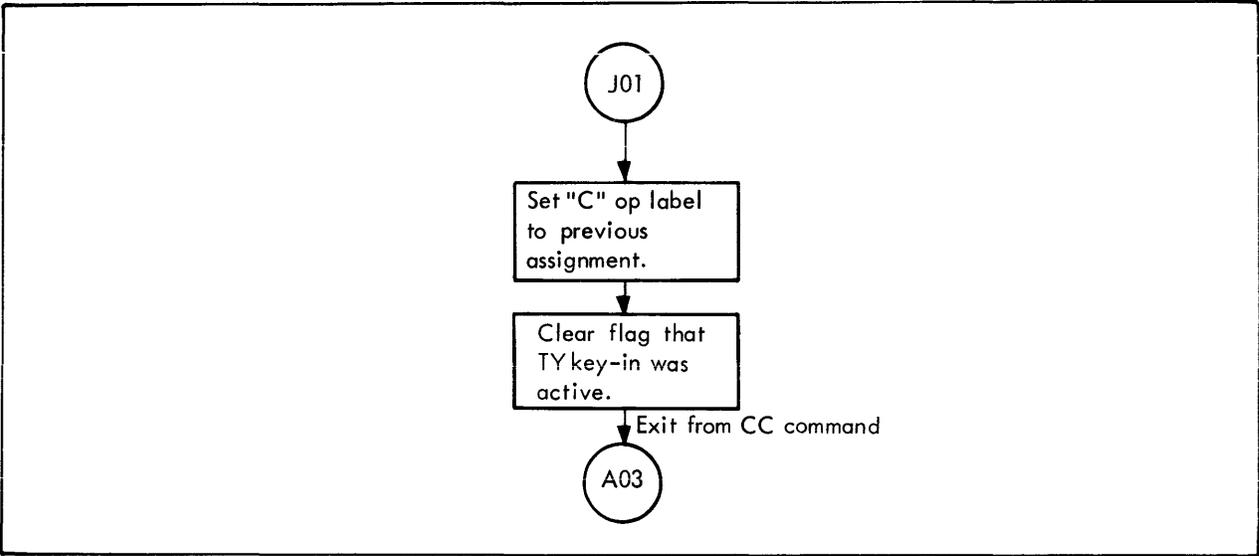 J01
Set "C" op label
to previous
assignment.
Clear flag that
TY key-in was
active.
Exit from CC command
A03